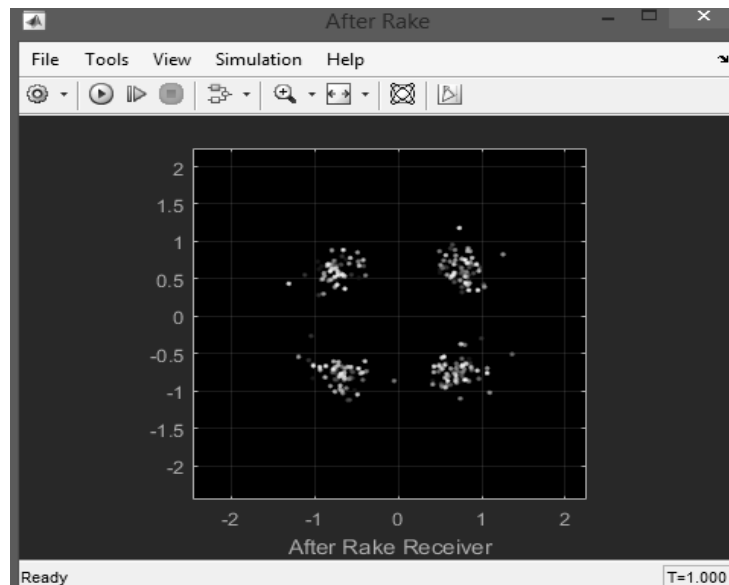 After Rake
File Tools View Simulation Help
2
1.5
1
0.5
0
-0.5
-1
-1.5
-2
-2 -1 0 1 2
After Rake Receiver
Ready T=1.000